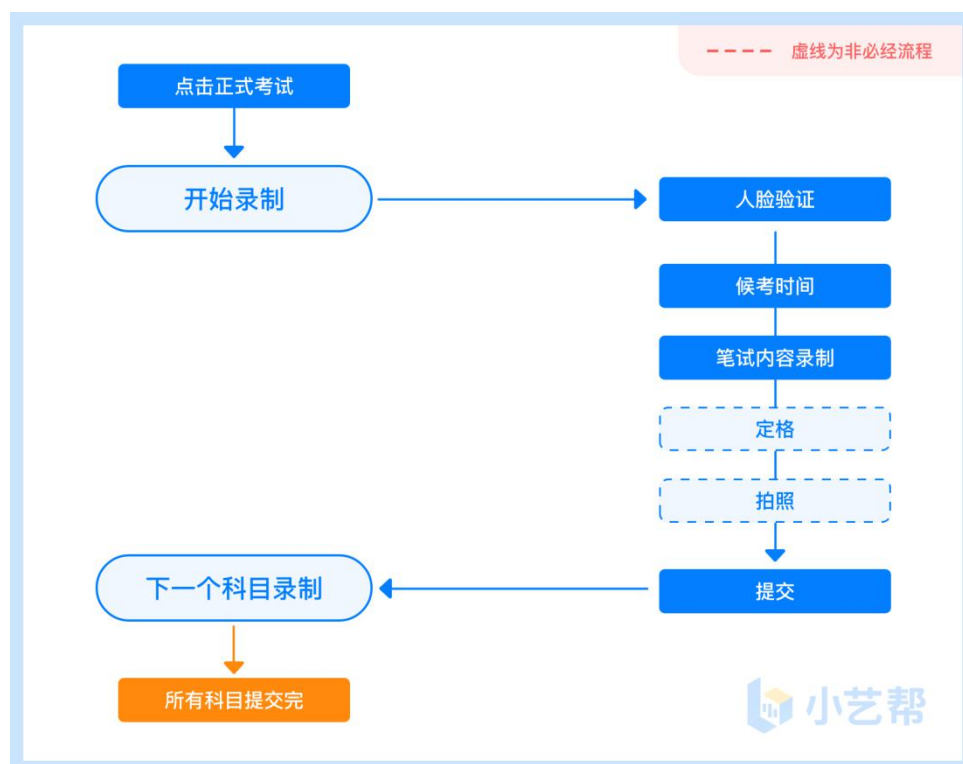 虚线为非必经流程
点击正式考试
开始录制
人脸验证
候考时间
笔试内容录制
定格
拍照
提交
下一个科目录制
所有科目提交完
小艺帮